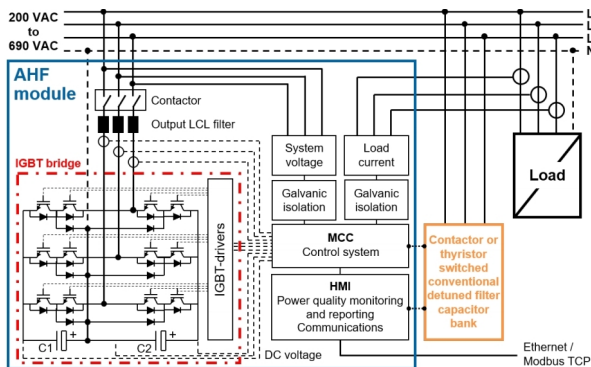 200 VAC
to
690 VAC
L
L
L
N
AHF
module
Contactor
Output LCL filter
IGBT bridge
System
voltage
Load
current
Load
Galvanic
isolation
Galvanic
isolation
IGBT-drivers
MCC
Control system
Contactor or
thyristor
switched
conventional
detuned filter
capacitor
bank
HMI
Power quality monitoring
and reporting
Communications
C1
+
C2
+
DC voltage
Ethernet /
Modbus TCP